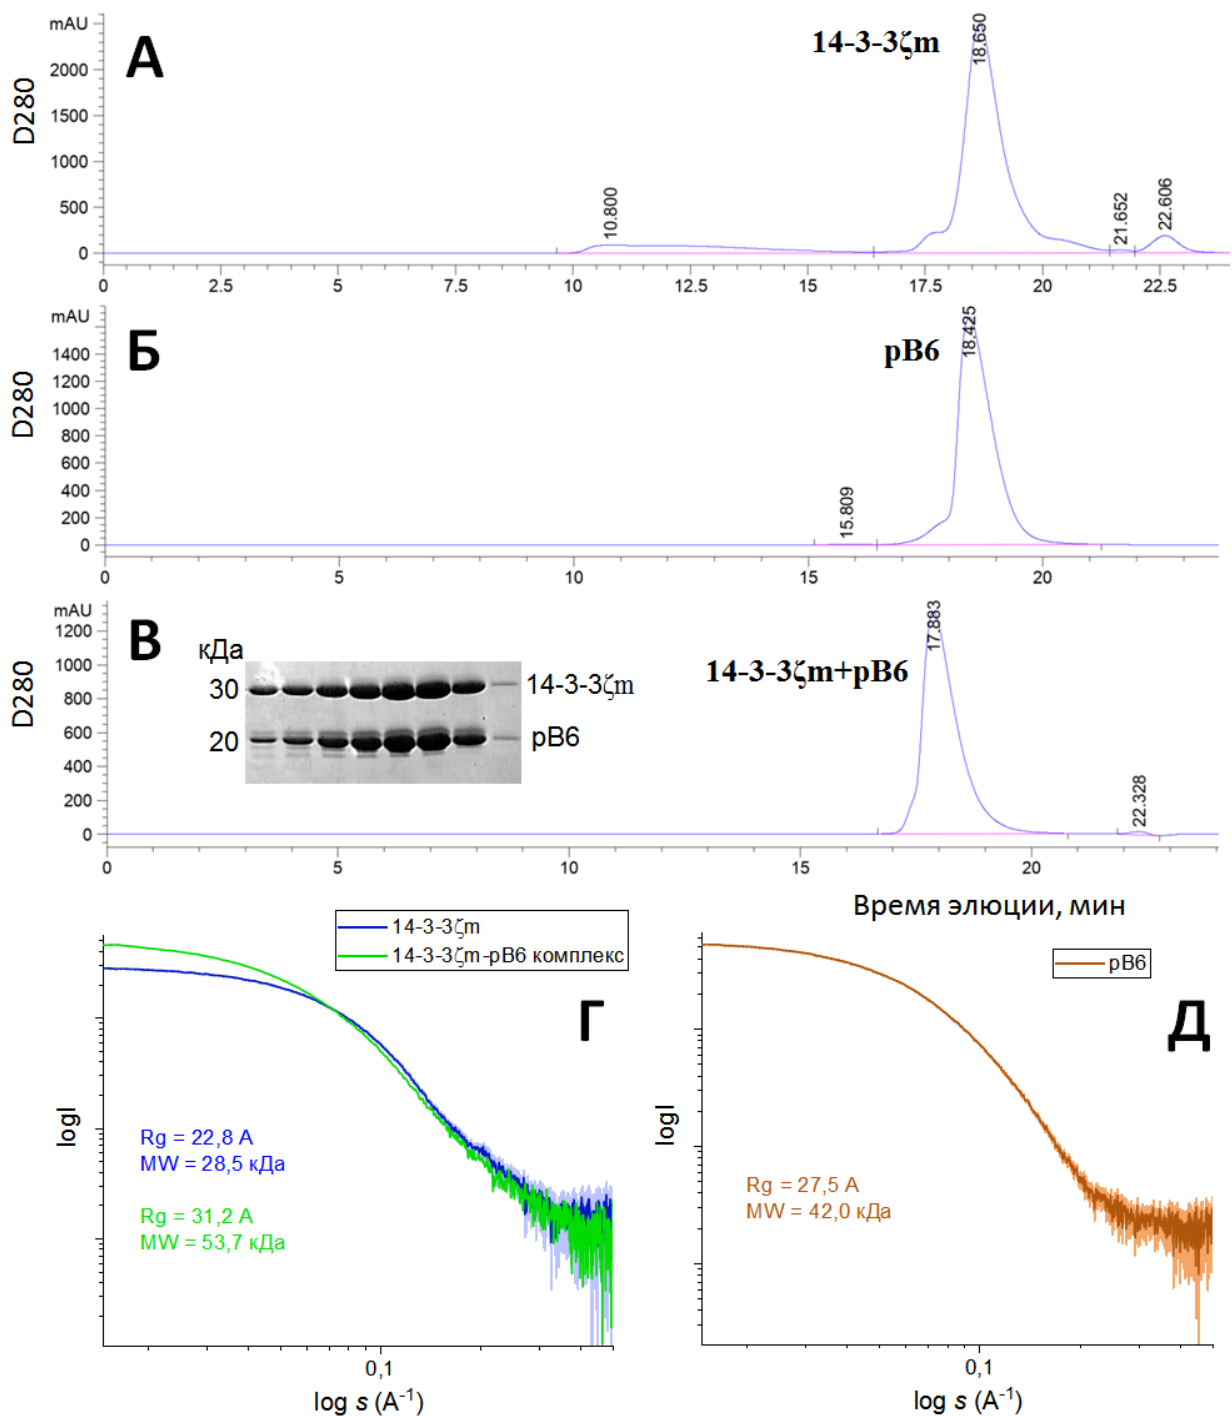 mAU
А
14-3-3ζm
18.650
D280
2000
1500
1000
500
0
10.800
21.652
22.606
0
2.5
5
7.5
10
12.5
15
17.5
20
22.5
mAU
Б
pB6
18.425
D280
1400
1200
1000
800
600
400
200
0
15.809
0
5
10
15
20
mAU
В
14-3-3ζm+pB6
17.883
D280
1200
1000
800
600
400
200
0
кДа
30
14-3-3ζm
20
pB6
22.328
0
5
10
15
20
Время элюции, мин
14-3-3ζm
14-3-3ζm-pB6 комплекс
Г
logI
Rg = 22,8 A
MW = 28,5 кДа
Rg = 31,2 A
MW = 53,7 кДа
0,1
log s (A⁻¹)
pB6
Д
logI
Rg = 27,5 A
MW = 42,0 кДа
0,1
log s (A⁻¹)